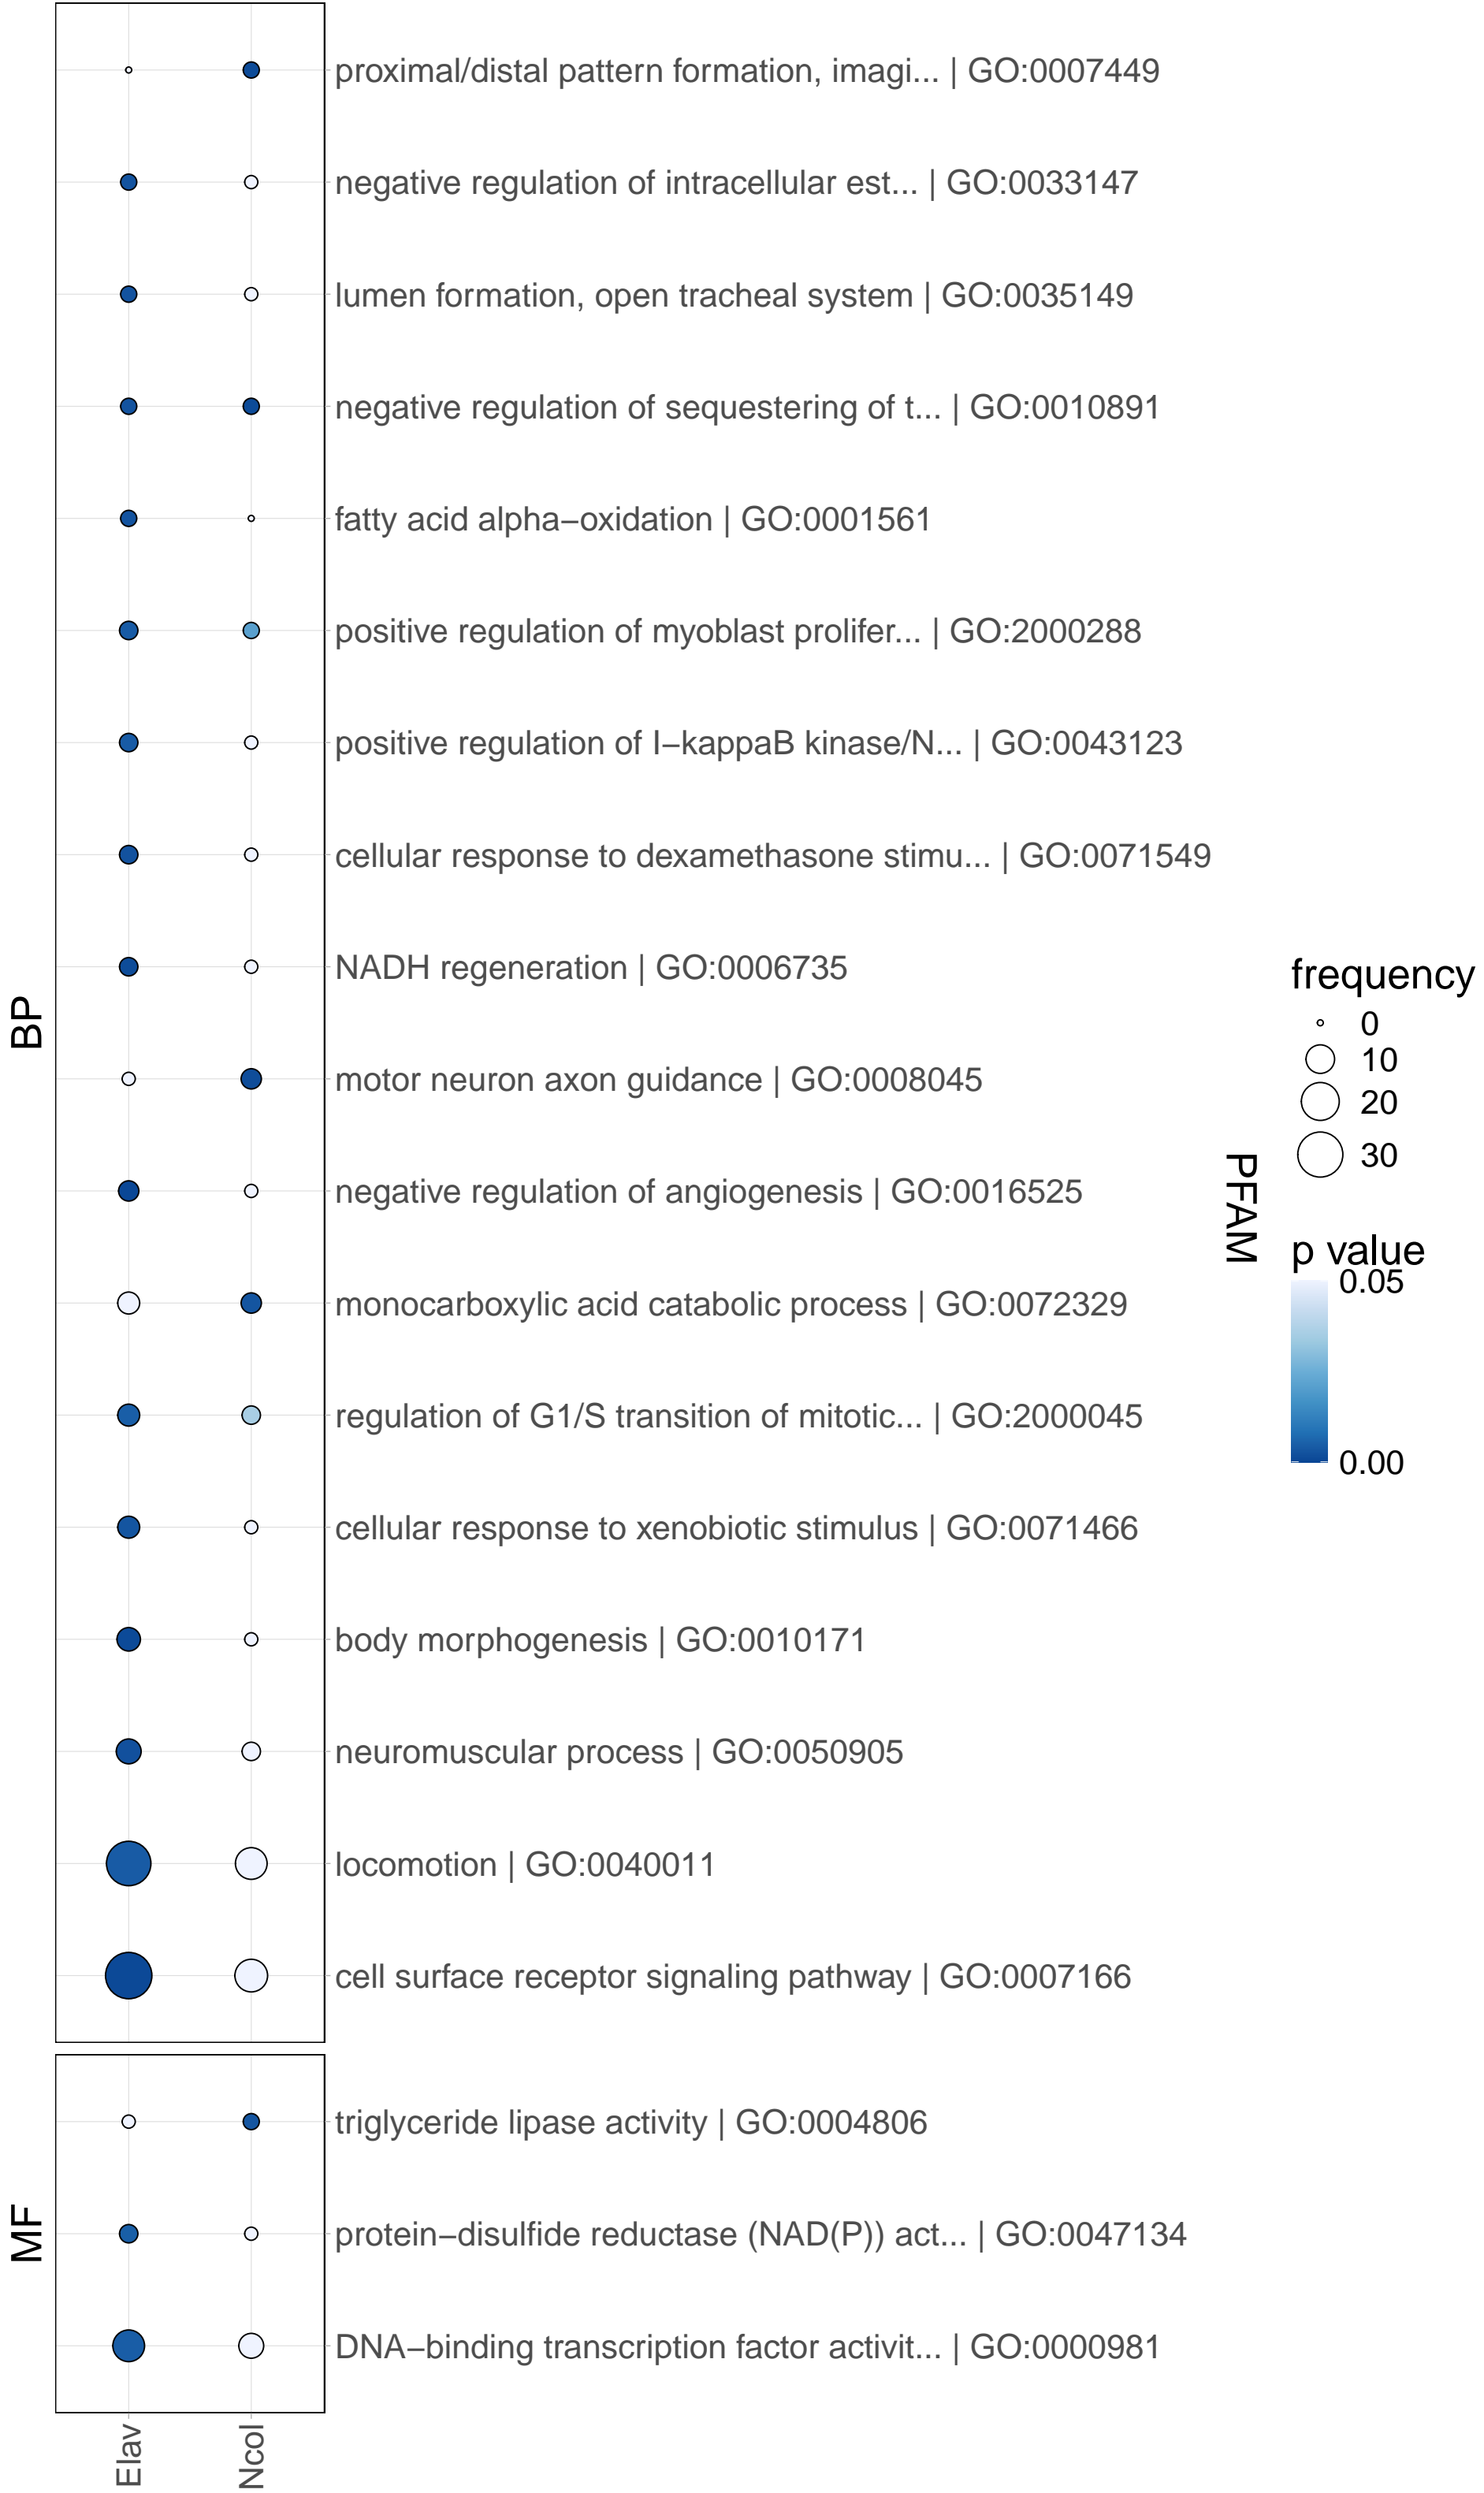 BP
proximal/distal pattern formation, imagi... | GO:0007449
negative regulation of intracellular est... | GO:0033147
lumen formation, open tracheal system | GO:0035149
negative regulation of sequestering of t... | GO:0010891
fatty acid alpha−oxidation | GO:0001561
positive regulation of myoblast prolifer... | GO:2000288
positive regulation of I−kappaB kinase/N... | GO:0043123
cellular response to dexamethasone stimu... | GO:0071549
NADH regeneration | GO:0006735
motor neuron axon guidance | GO:0008045
negative regulation of angiogenesis | GO:0016525
monocarboxylic acid catabolic process | GO:0072329
regulation of G1/S transition of mitotic... | GO:2000045
cellular response to xenobiotic stimulus | GO:0071466
body morphogenesis | GO:0010171
neuromuscular process | GO:0050905
locomotion | GO:0040011
cell surface receptor signaling pathway | GO:0007166
MF
triglyceride lipase activity | GO:0004806
protein−disulfide reductase (NAD(P)) act... | GO:0047134
DNA−binding transcription factor activit... | GO:0000981
Elav
Ncol
PFAM
frequency
0
10
20
30
p value
0.05
0.00